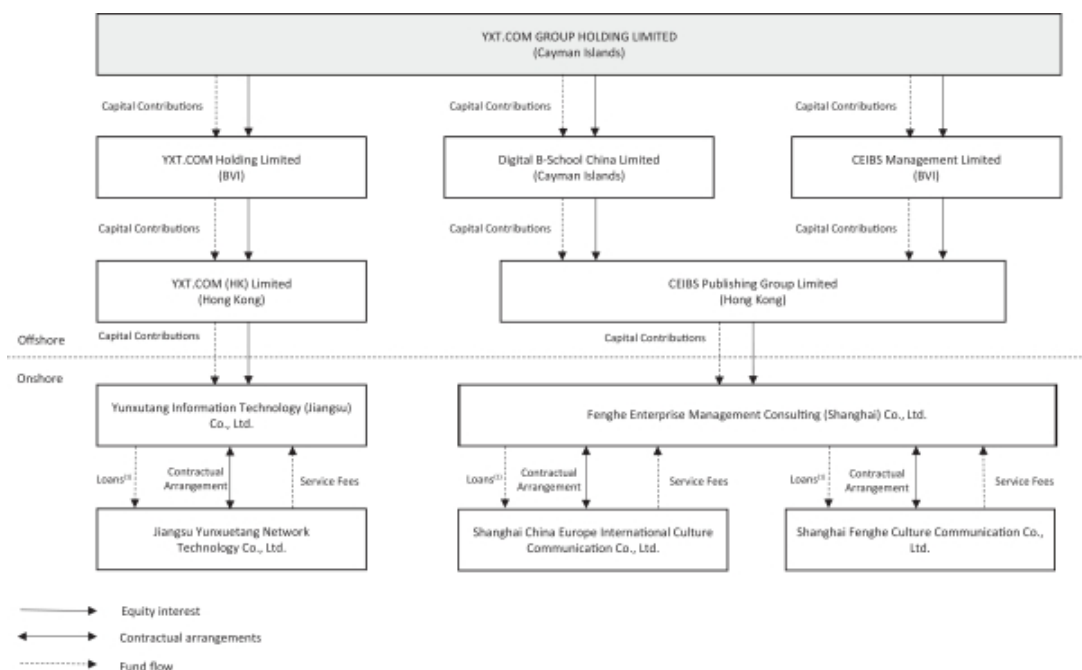 YXT.COM GROUP HOLDING LIMITED
(Cayman Islands)
Capital Contributions
Capital Contributions
Capital Contributions
YXT.COM Holding Limited
(BVI)
Digital B-School China Limited
(Cayman Islands)
CEIBS Management Limited
(BVI)
Capital Contributions
Capital Contributions
Capital Contributions
YXT.COM (HK) Limited
(Hong Kong)
CEIBS Publishing Group Limited
(Hong Kong)
Offshore
Capital Contributions
Capital Contributions
Onshore
Yunxutang Information Technology (Jiangsu)
Co., Ltd.
Fenghe Enterprise Management Consulting (Shanghai) Co., Ltd.
Loans
Contractual
Arrangement
Service Fees
Loans
Contractual
Arrangement
Service Fees
Loans
Contractual
Arrangement
Service Fees
Jiangsu Yunxuetang Network
Technology Co., Ltd.
Shanghai China Europe International Culture
Communication Co., Ltd.
Shanghai Fenghe Culture Communication Co.,
Ltd.
Equity interest
Contractual arrangements
Fund flow